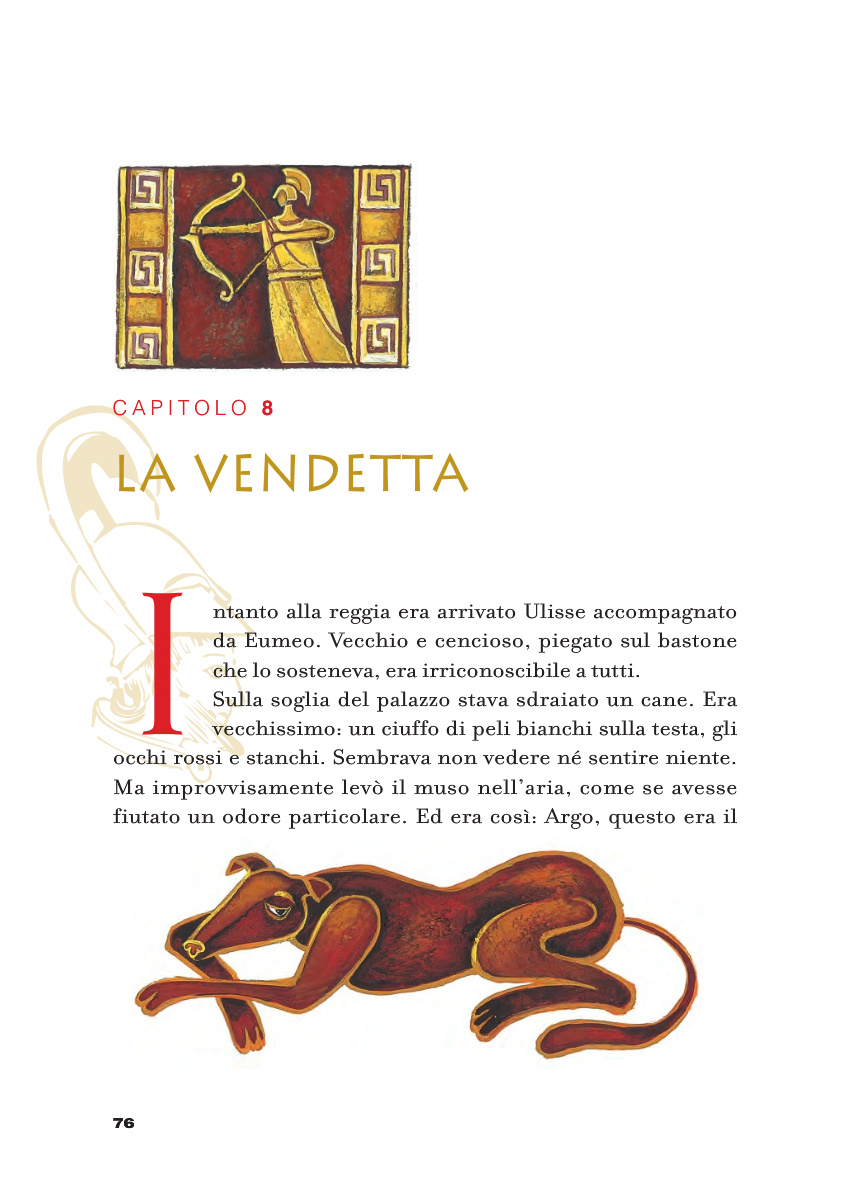 CAPITOLO 8
LA VENDETTA
Intanto alla reggia era arrivato Ulisse accompagnato
da Eumeo. Vecchio e cencioso, piegato sul bastone
che lo sosteneva, era irriconoscibile a tutti.
Sulla soglia del palazzo stava sdraiato un cane. Era
vecchissimo: un ciuffo di peli bianchi sulla testa, gli
occhi rossi e stanchi. Sembrava non vedere né sentire niente.
Ma improvvisamente levò il muso nell’aria, come se avesse
fiutato un odore particolare. Ed era così: Argo, questo era il
76